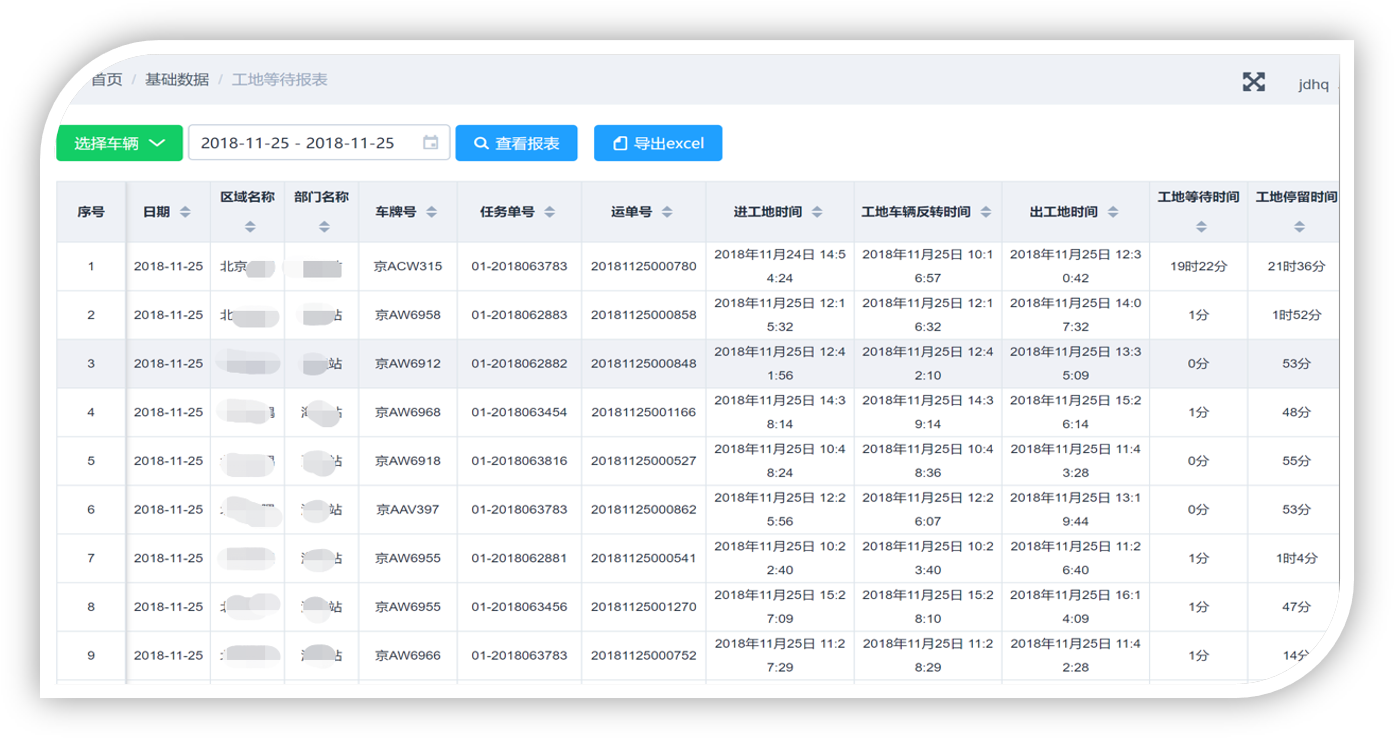 首页 / 基础数据 / 工地等待报表
jdhq
选择车辆 2018-11-25 - 2018-11-25 查看报表 导出excel
序号 日期 区域名称 部门名称 车牌号 任务单号 运单号 进工地时间 工地车辆反转时间 出工地时间 工地等待时间 工地停留时间
1 2018-11-25 北京 京ACW315 01-2018063783 20181125000780 2018年11月24日 14:54:24 2018年11月25日 10:16:57 2018年11月25日 12:30:42 19时22分 21时36分
2 2018-11-25 北 站 京AW6958 01-2018062883 20181125000858 2018年11月25日 12:15:32 2018年11月25日 12:16:32 2018年11月25日 14:07:32 1分 1时52分
3 2018-11-25 站 京AW6912 01-2018062882 20181125000848 2018年11月25日 12:41:56 2018年11月25日 12:42:10 2018年11月25日 13:35:09 0分 53分
4 2018-11-25 站 京AW6968 01-2018063454 20181125001166 2018年11月25日 14:38:14 2018年11月25日 14:39:14 2018年11月25日 15:26:14 1分 48分
5 2018-11-25 站 京AW6918 01-2018063816 20181125000527 2018年11月25日 10:48:24 2018年11月25日 10:48:36 2018年11月25日 11:43:28 0分 55分
6 2018-11-25 站 京AAV397 01-2018063783 20181125000862 2018年11月25日 12:25:56 2018年11月25日 12:26:07 2018年11月25日 13:19:44 0分 53分
7 2018-11-25 站 京AW6955 01-2018062881 20181125000541 2018年11月25日 10:22:40 2018年11月25日 10:23:40 2018年11月25日 11:26:40 1分 1时4分
8 2018-11-25 站 京AW6955 01-2018063456 20181125001270 2018年11月25日 15:27:09 2018年11月25日 15:28:10 2018年11月25日 16:14:09 1分 47分
9 2018-11-25 站 京AW6966 01-2018063783 20181125000752 2018年11月25日 11:27:29 2018年11月25日 11:28:29 2018年11月25日 11:42:28 1分 14分